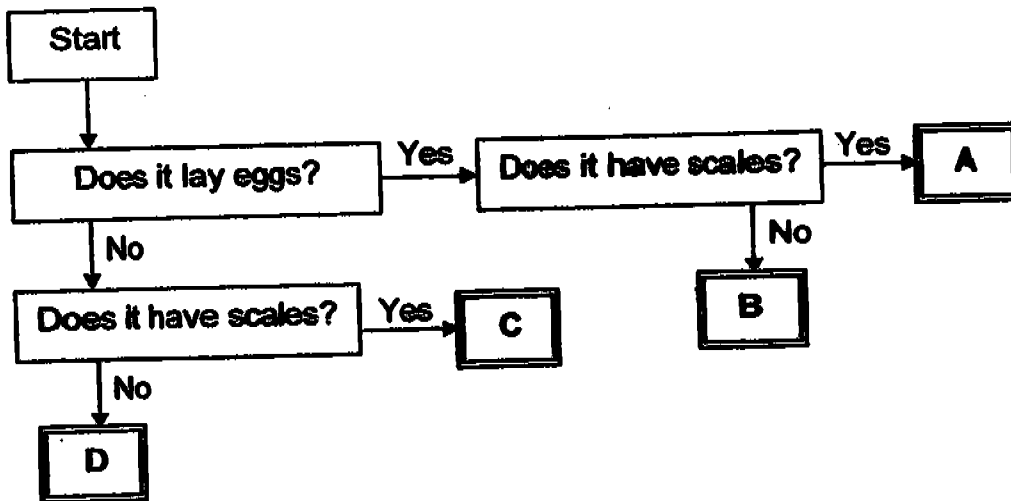 Start
Does it lay eggs?
Yes
Does it have scales?
Yes
A
No
No
B
Does it have scales?
Yes
C
No
D